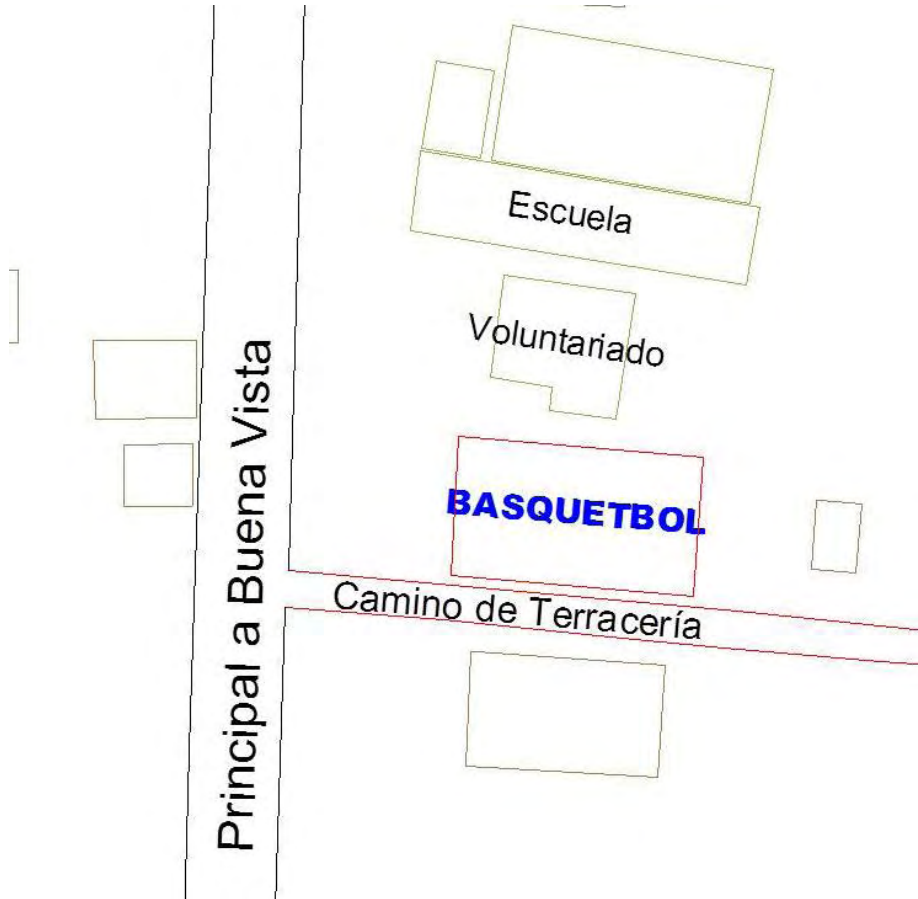 Escuela
Voluntariado
BASQUETBOL
Camino de Terracería
Principal a Buena Vista